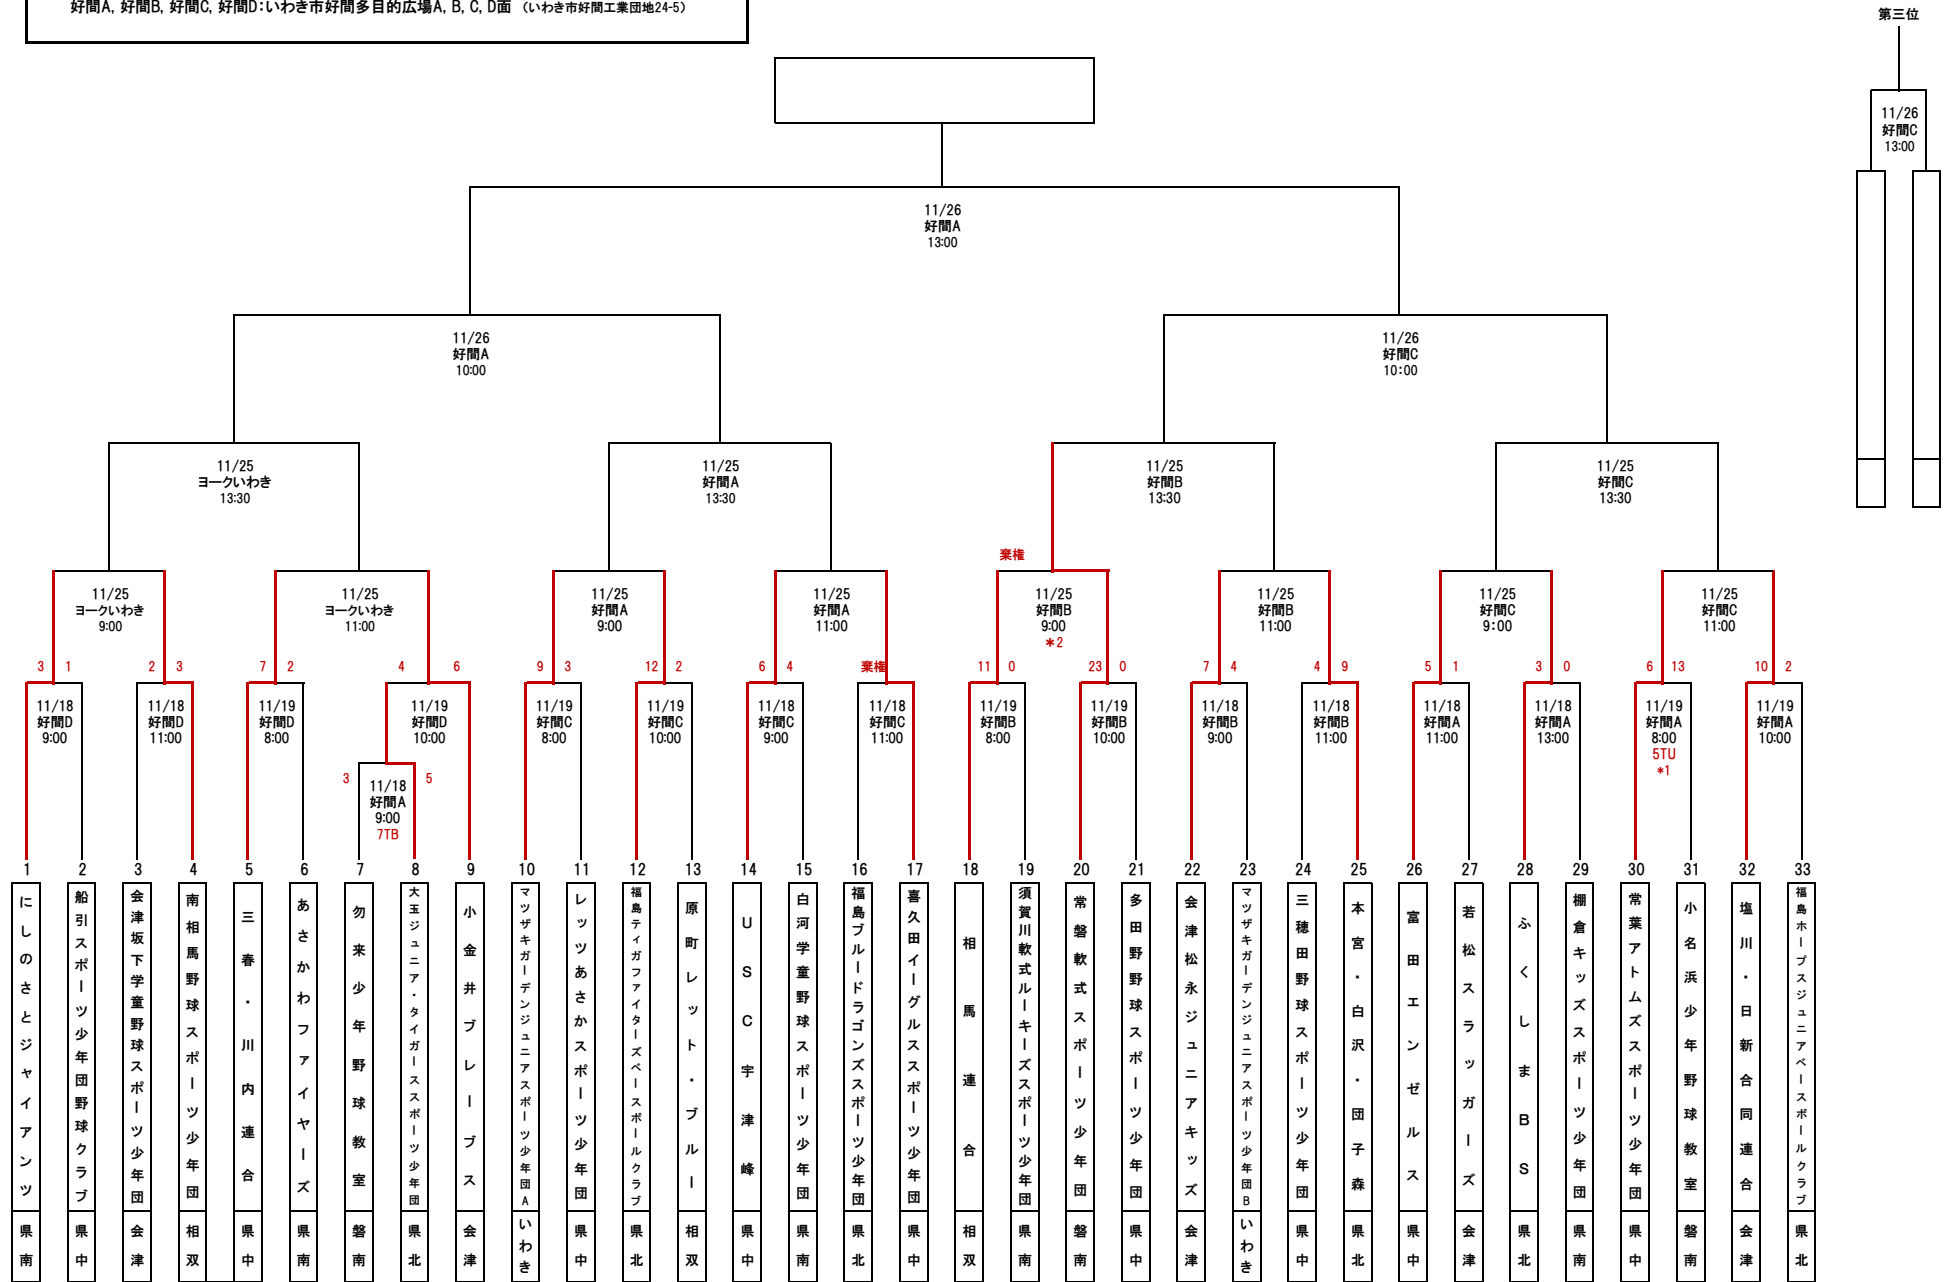 好間A, 好間B, 好間C, 好間D:いわき市好間多目的広場A, B, C, D面 （いわき市好間工業団地24-5）
第三位
11/26
好間C
13:00
11/26
好間A
13:00
11/26
好間A
10:00
11/26
好間C
10:00
11/25
ヨークいわき
13:30
11/25
好間A
13:30
11/25
好間B
13:30
11/25
好間C
13:30
棄権
11/25
ヨークいわき
9:00
11/25
ヨークいわき
11:00
11/25
好間A
9:00
11/25
好間A
11:00
11/25
好間B
9:00
*2
11/25
好間B
11:00
11/25
好間C
9:00
11/25
好間C
11:00
3 1 2 3 7 2 4 6 9 3 12 2 6 4 棄権 11 0 23 0 7 4 4 9 5 1 3 0 6 13 10 2
11/18
好間D
9:00
11/18
好間D
11:00
11/19
好間D
8:00
11/19
好間D
10:00
11/19
好間C
8:00
11/19
好間C
10:00
11/18
好間C
9:00
11/18
好間C
11:00
11/19
好間B
8:00
11/19
好間B
10:00
11/18
好間B
9:00
11/18
好間B
11:00
11/18
好間A
11:00
11/18
好間A
13:00
11/19
好間A
8:00
5TU
*1
11/19
好間A
10:00
3 5
11/18
好間A
9:00
7TB
1 2 3 4 5 6 7 8 9 10 11 12 13 14 15 16 17 18 19 20 21 22 23 24 25 26 27 28 29 30 31 32 33
にしのさとジャイアンツ
船引スポーツ少年団野球クラブ
会津坂下学童野球スポーツ少年団
南相馬野球スポーツ少年団
三春・川内連合
あさかわファイヤーズ
勿来少年野球教室
大玉ジュニア・タイガーススポーツ少年団
小金井ブレーブス
マツザキガーデンジュニアスポーツ少年団A
レッツあさかスポーツ少年団
福島ティガファイターズベースボールクラブ
原町レット・ブルー
USC宇津峰
白河学童野球スポーツ少年団
福島ブルードラゴンズスポーツ少年団
喜久田イーグルススポーツ少年団
相馬連合
須賀川軟式ルーキーズスポーツ少年団
常磐軟式スポーツ少年団
多田野野球スポーツ少年団
会津松永ジュニアキッズ
マツザキガーデンジュニアスポーツ少年団B
三穂田野球スポーツ少年団
本宮・白沢・団子森
富田エンゼルス
若松スラッガーズ
ふくしまBS
棚倉キッズスポーツ少年団
常葉アトムズスポーツ少年団
小名浜少年野球教室
塩川・日新合同連合
福島ホープスジュニアベースボールクラブ
県南 県中 会津 相双 県中 県南 磐南 県北 会津 いわき 県中 県北 相双 県中 県南 県北 県中 相双 県南 磐南 県中 会津 いわき 県中 県北 県中 会津 県北 県南 県中 磐南 会津 県北